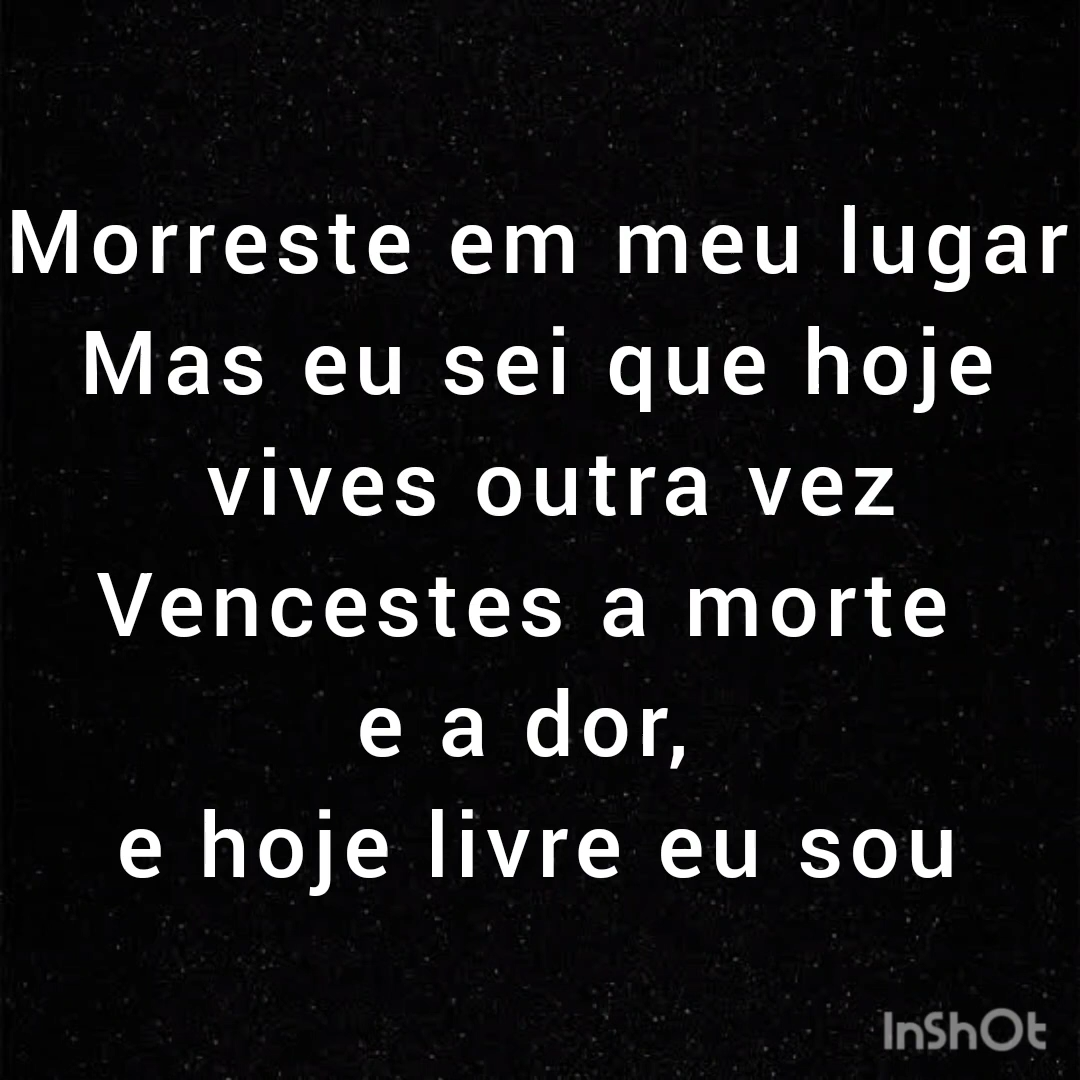 Morreste em meu lugar
Mas eu sei que hoje
vives outra vez
Vencestes a morte
e a dor,
e hoje livre eu sou
InShOt